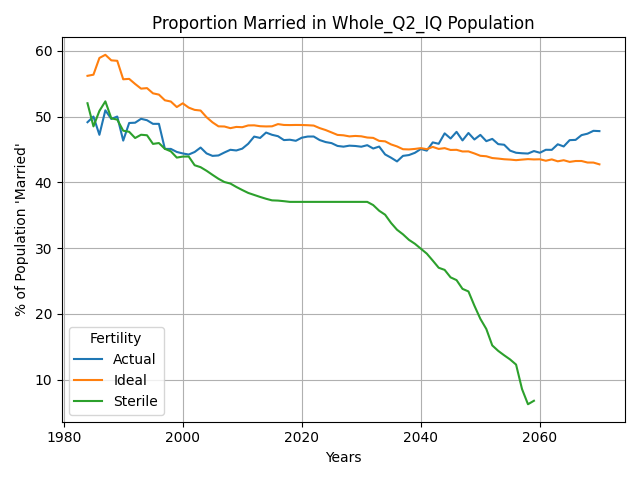 Proportion Married in Whole_Q2_IQ Population
% of Population 'Married'
60
50
40
30
20
10
Fertility
Actual
Ideal
Sterile
1980
2000
2020
2040
2060
Years